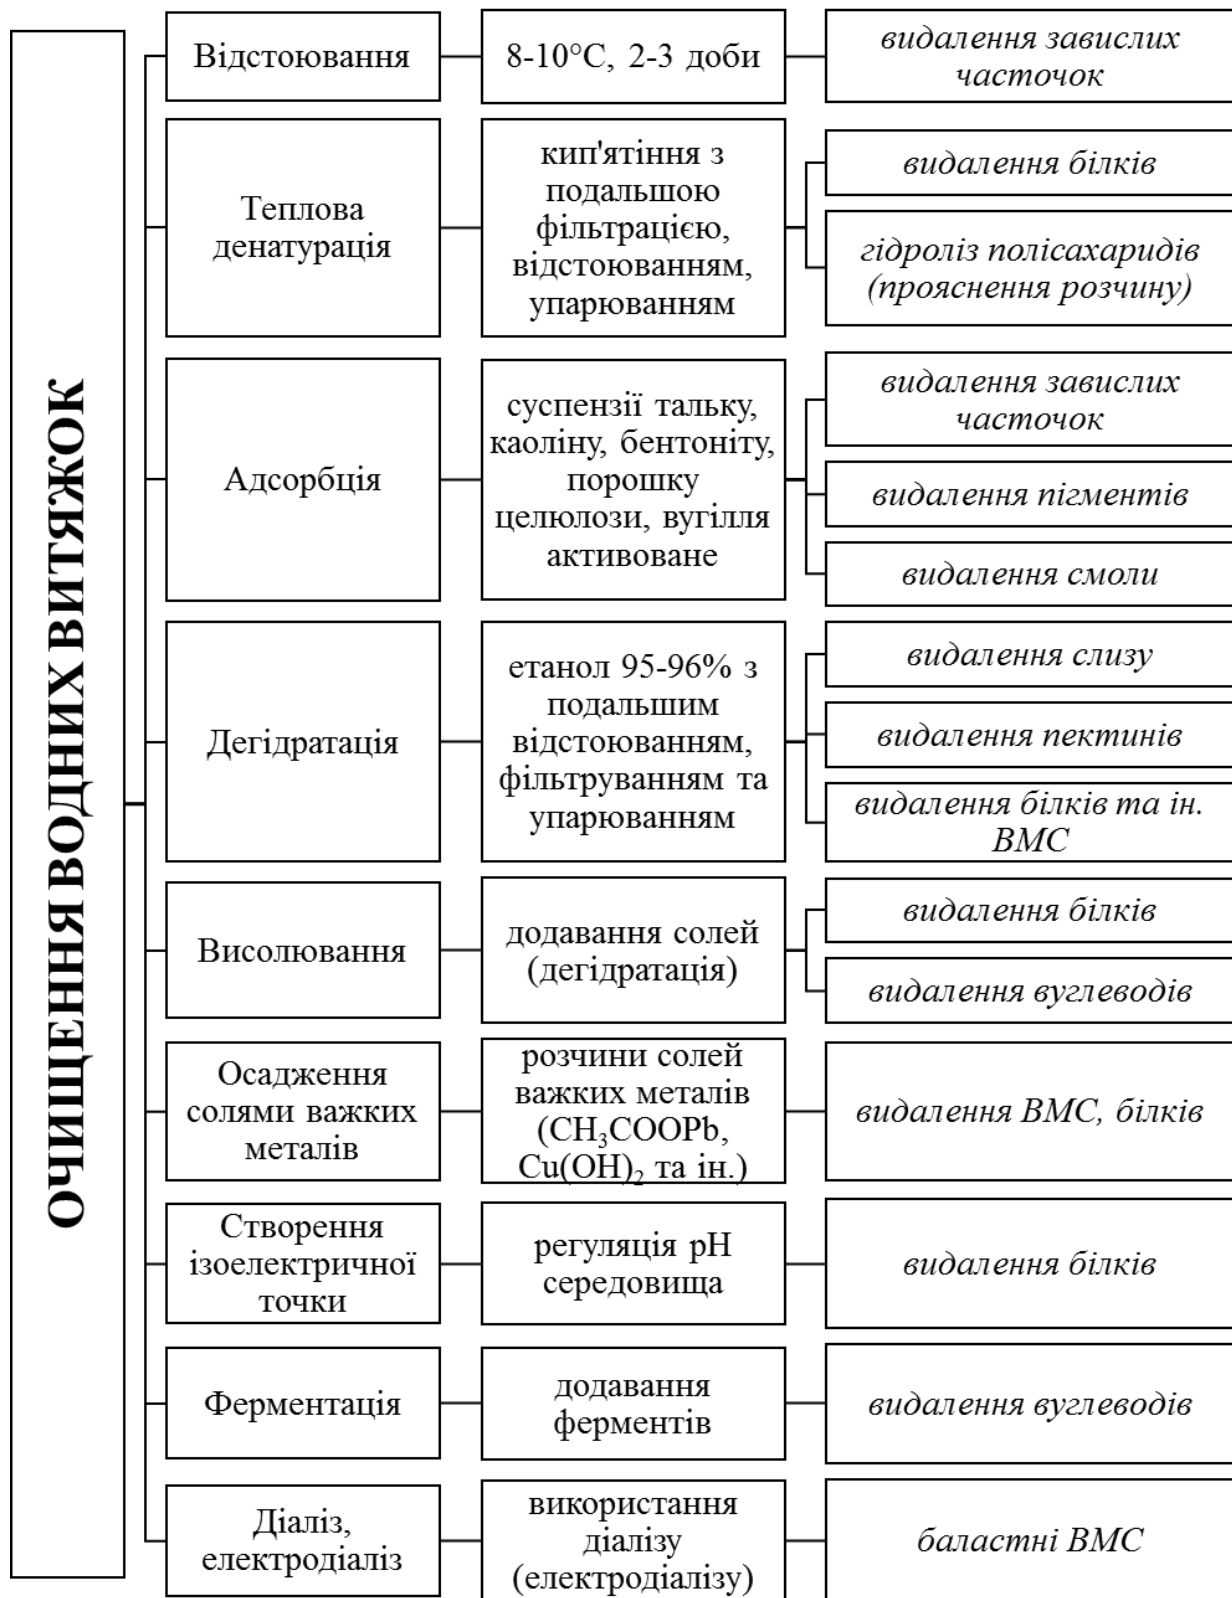 ОЧИЩЕННЯ ВОДНИХ ВИТЯЖОК
Відстоювання
8-10°С, 2-3 доби
видалення завислих
часточок
Теплова
денатурація
кип'ятіння з
подальшою
фільтрацією,
відстоюванням,
упарюванням
видалення білків
гідроліз полісахаридів
(прояснення розчину)
Адсорбція
суспензії тальку,
каоліну, бентоніту,
порошку
целюлози, вугілля
активоване
видалення завислих
часточок
видалення пігментів
видалення смоли
Дегідратація
етанол 95-96% з
подальшим
відстоюванням,
фільтруванням та
упарюванням
видалення слизу
видалення пектинів
видалення білків та ін.
ВМС
Висолювання
додавання солей
(дегідратація)
видалення білків
видалення вуглеводів
Осадження
солями важких
металів
розчини солей
важких металів
(CH₃COOPb,
Cu(OH)₂ та ін.)
видалення ВМС, білків
Створення
ізоелектричної
точки
регуляція рН
середовища
видалення білків
Ферментація
додавання
ферментів
видалення вуглеводів
Діаліз,
електродіаліз
використання
діалізу
(електродіалізу)
баластні ВМС